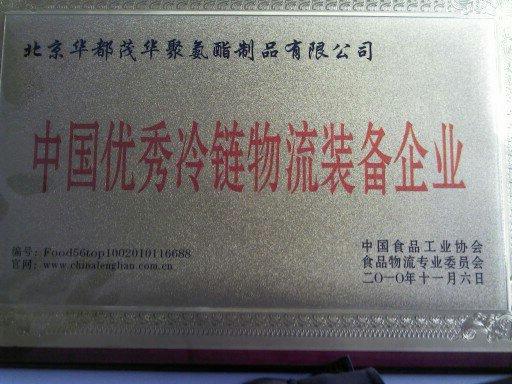 北京华都茂华聚氨酯制品有限公司
中国优秀冷链物流装备企业
编号：Food56top1002010116688
官网：www.chinalenglian.com.cn
中国食品工业协会
食品物流专业委员会
二〇一〇年十一月六日